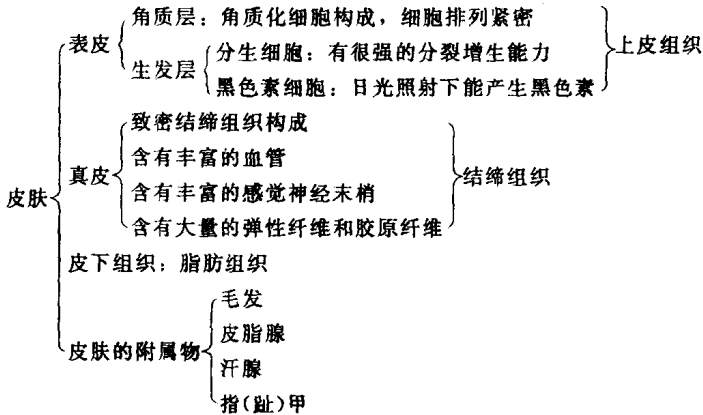 角质层：角质化细胞构成，细胞排列紧密
表皮
生发层
分生细胞：有很强的分裂增生能力
黑色素细胞：日光照射下能产生黑色素
上皮组织
致密结缔组织构成
含有丰富的血管
真皮
含有丰富的感觉神经末梢
含有大量的弹性纤维和胶原纤维
结缔组织
皮肤
皮下组织：脂肪组织
毛发
皮脂腺
皮肤的附属物
汗腺
指（趾）甲